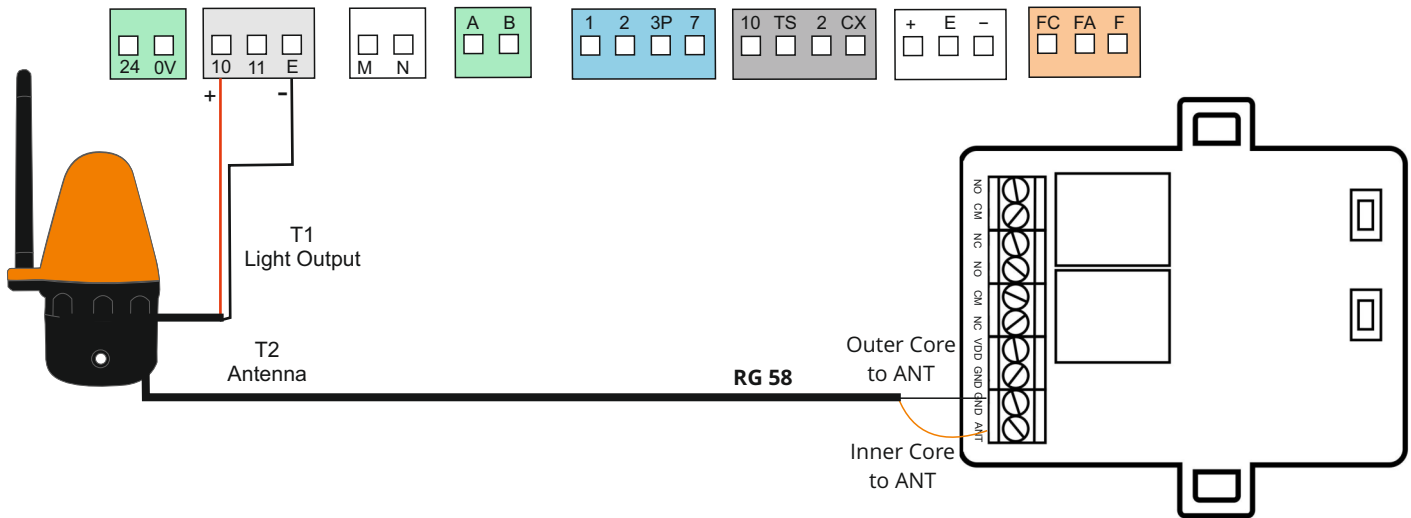 A B
1 2 3P 7
10 TS 2 CX
+ E −
FC FA F
24 0V
10 11 E
M N
+ -
T1
Light Output
T2
Antenna
RG 58
Outer Core
to ANT
Inner Core
to ANT
NO
CM
NC
NO
CM
NC
VDD
GND
GND
ANT